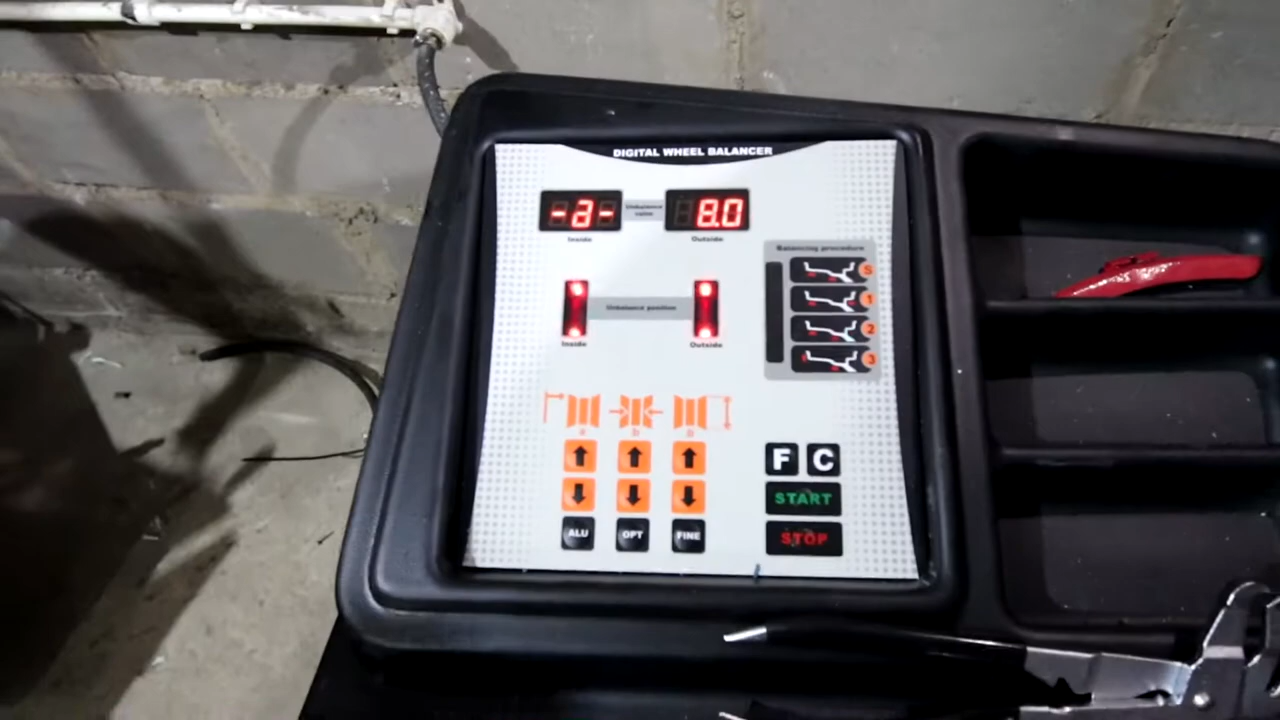 DIGITAL WHEEL BALANCER
-a-
Unbalance value
8.0
Inside
Outside
Balancing procedure
S
1
2
3
Unbalance position
Inside
Outside
a
b
F
C
START
STOP
ALU
OPT
FINE